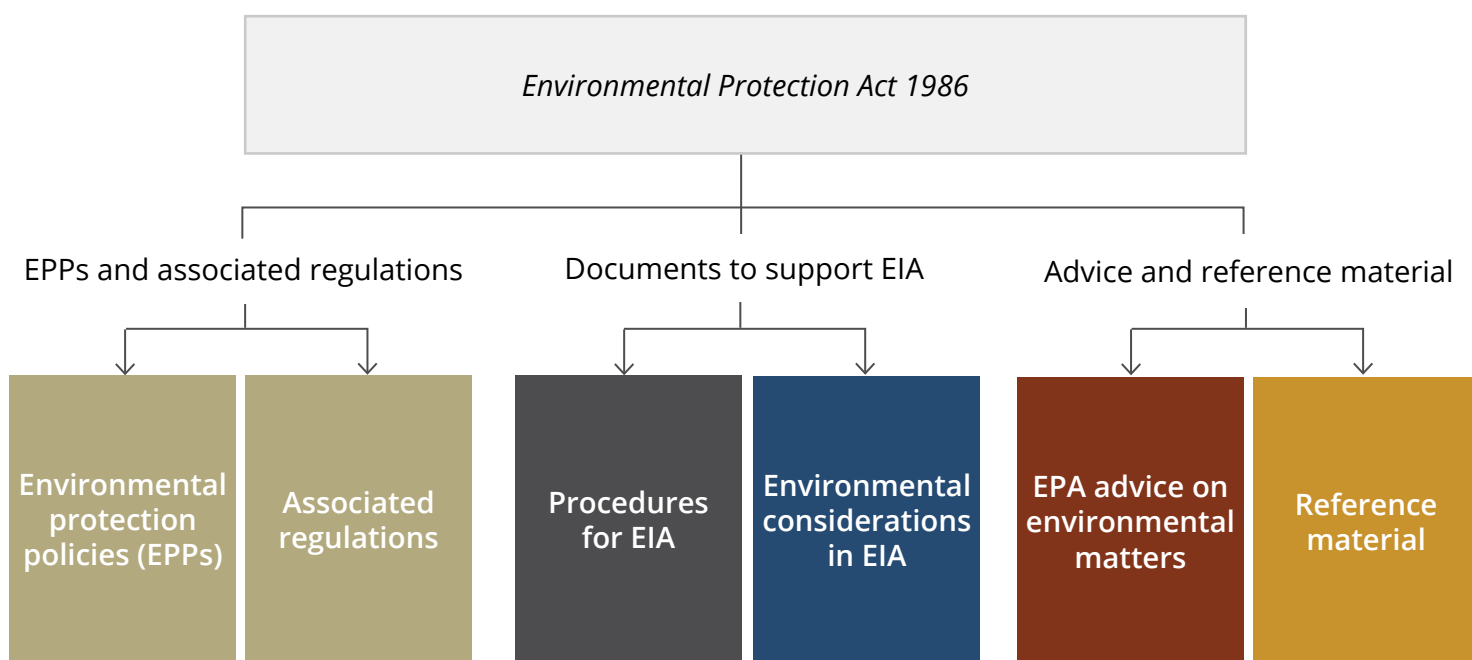 Environmental Protection Act 1986
EPPs and associated regulations
Documents to support EIA
Advice and reference material
Environmental
protection
policies (EPPs)
Associated
regulations
Procedures
for EIA
Environmental
considerations
in EIA
EPA advice on
environmental
matters
Reference
material